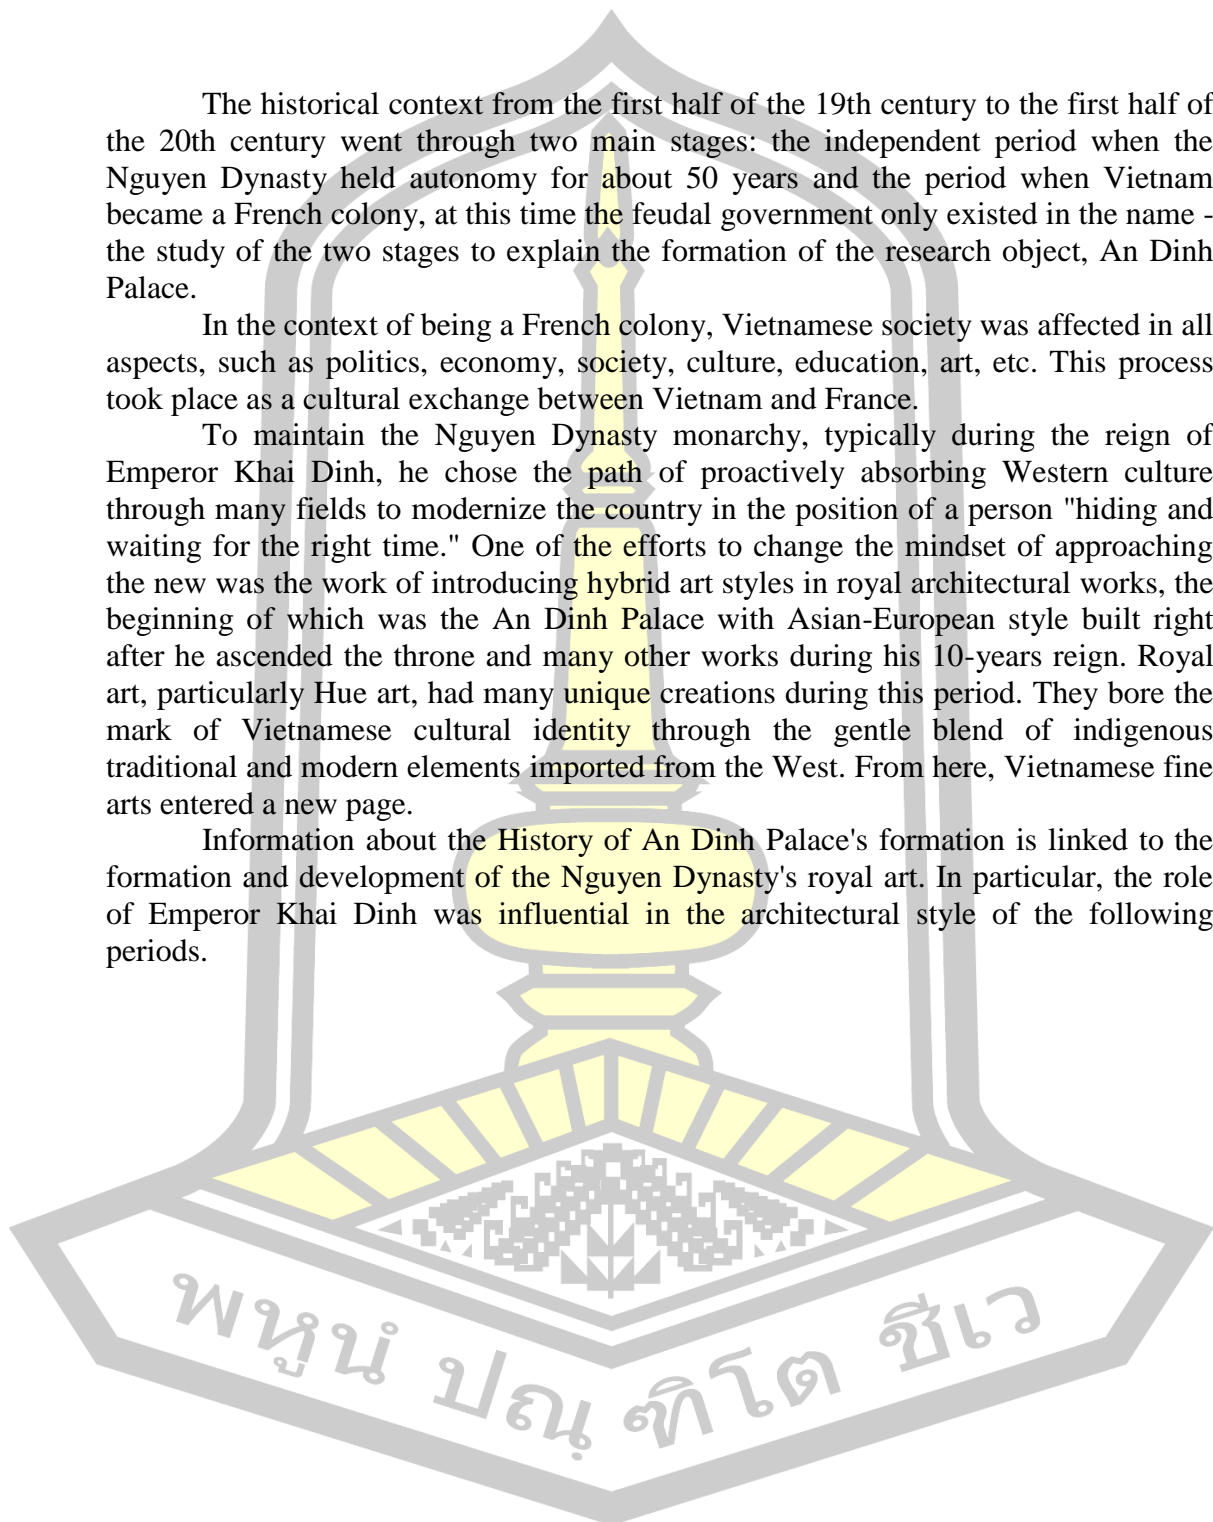 The historical context from the first half of the 19th century to the first half of
the 20th century went through two main stages: the independent period when the
Nguyen Dynasty held autonomy for about 50 years and the period when Vietnam
became a French colony, at this time the feudal government only existed in the name -
the study of the two stages to explain the formation of the research object, An Dinh
Palace.
In the context of being a French colony, Vietnamese society was affected in all
aspects, such as politics, economy, society, culture, education, art, etc. This process
took place as a cultural exchange between Vietnam and France.
To maintain the Nguyen Dynasty monarchy, typically during the reign of
Emperor Khai Dinh, he chose the path of proactively absorbing Western culture
through many fields to modernize the country in the position of a person "hiding and
waiting for the right time." One of the efforts to change the mindset of approaching
the new was the work of introducing hybrid art styles in royal architectural works, the
beginning of which was the An Dinh Palace with Asian-European style built right
after he ascended the throne and many other works during his 10-years reign. Royal
art, particularly Hue art, had many unique creations during this period. They bore the
mark of Vietnamese cultural identity through the gentle blend of indigenous
traditional and modern elements imported from the West. From here, Vietnamese fine
arts entered a new page.
Information about the History of An Dinh Palace's formation is linked to the
formation and development of the Nguyen Dynasty's royal art. In particular, the role
of Emperor Khai Dinh was influential in the architectural style of the following
periods.
พหูนํ ปณฺฑิโต ชีเว